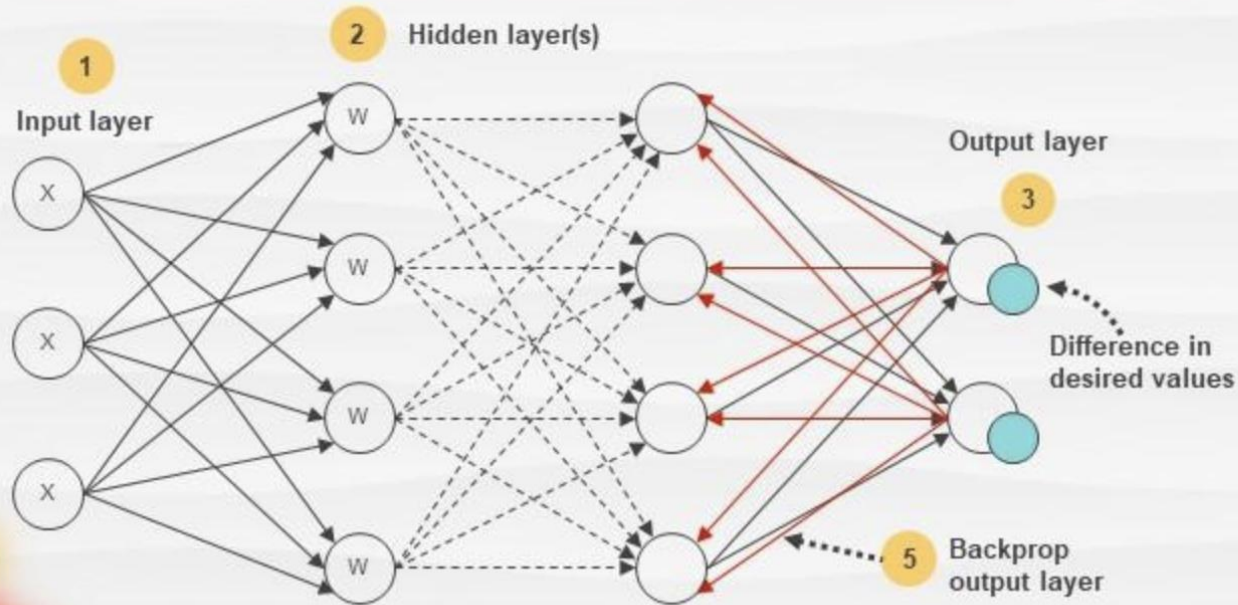 1
Input layer
2 Hidden layer(s)
X
X
X
W
W
W
W
Output layer
3
Difference in
desired values
5 Backprop
output layer